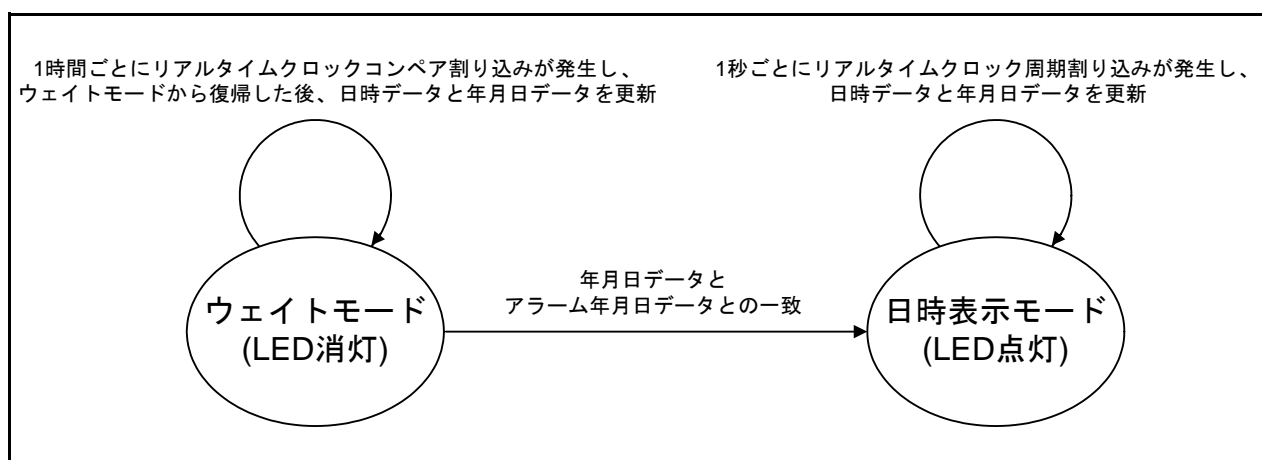 1時間ごとにリアルタイムクロックコンペア割り込みが発生し、
ウェイトモードから復帰した後、日時データと年月日データを更新
1秒ごとにリアルタイムクロック周期割り込みが発生し、
日時データと年月日データを更新
年月日データと
アラーム年月日データとの一致
ウェイトモード
(LED消灯)
日時表示モード
(LED点灯)